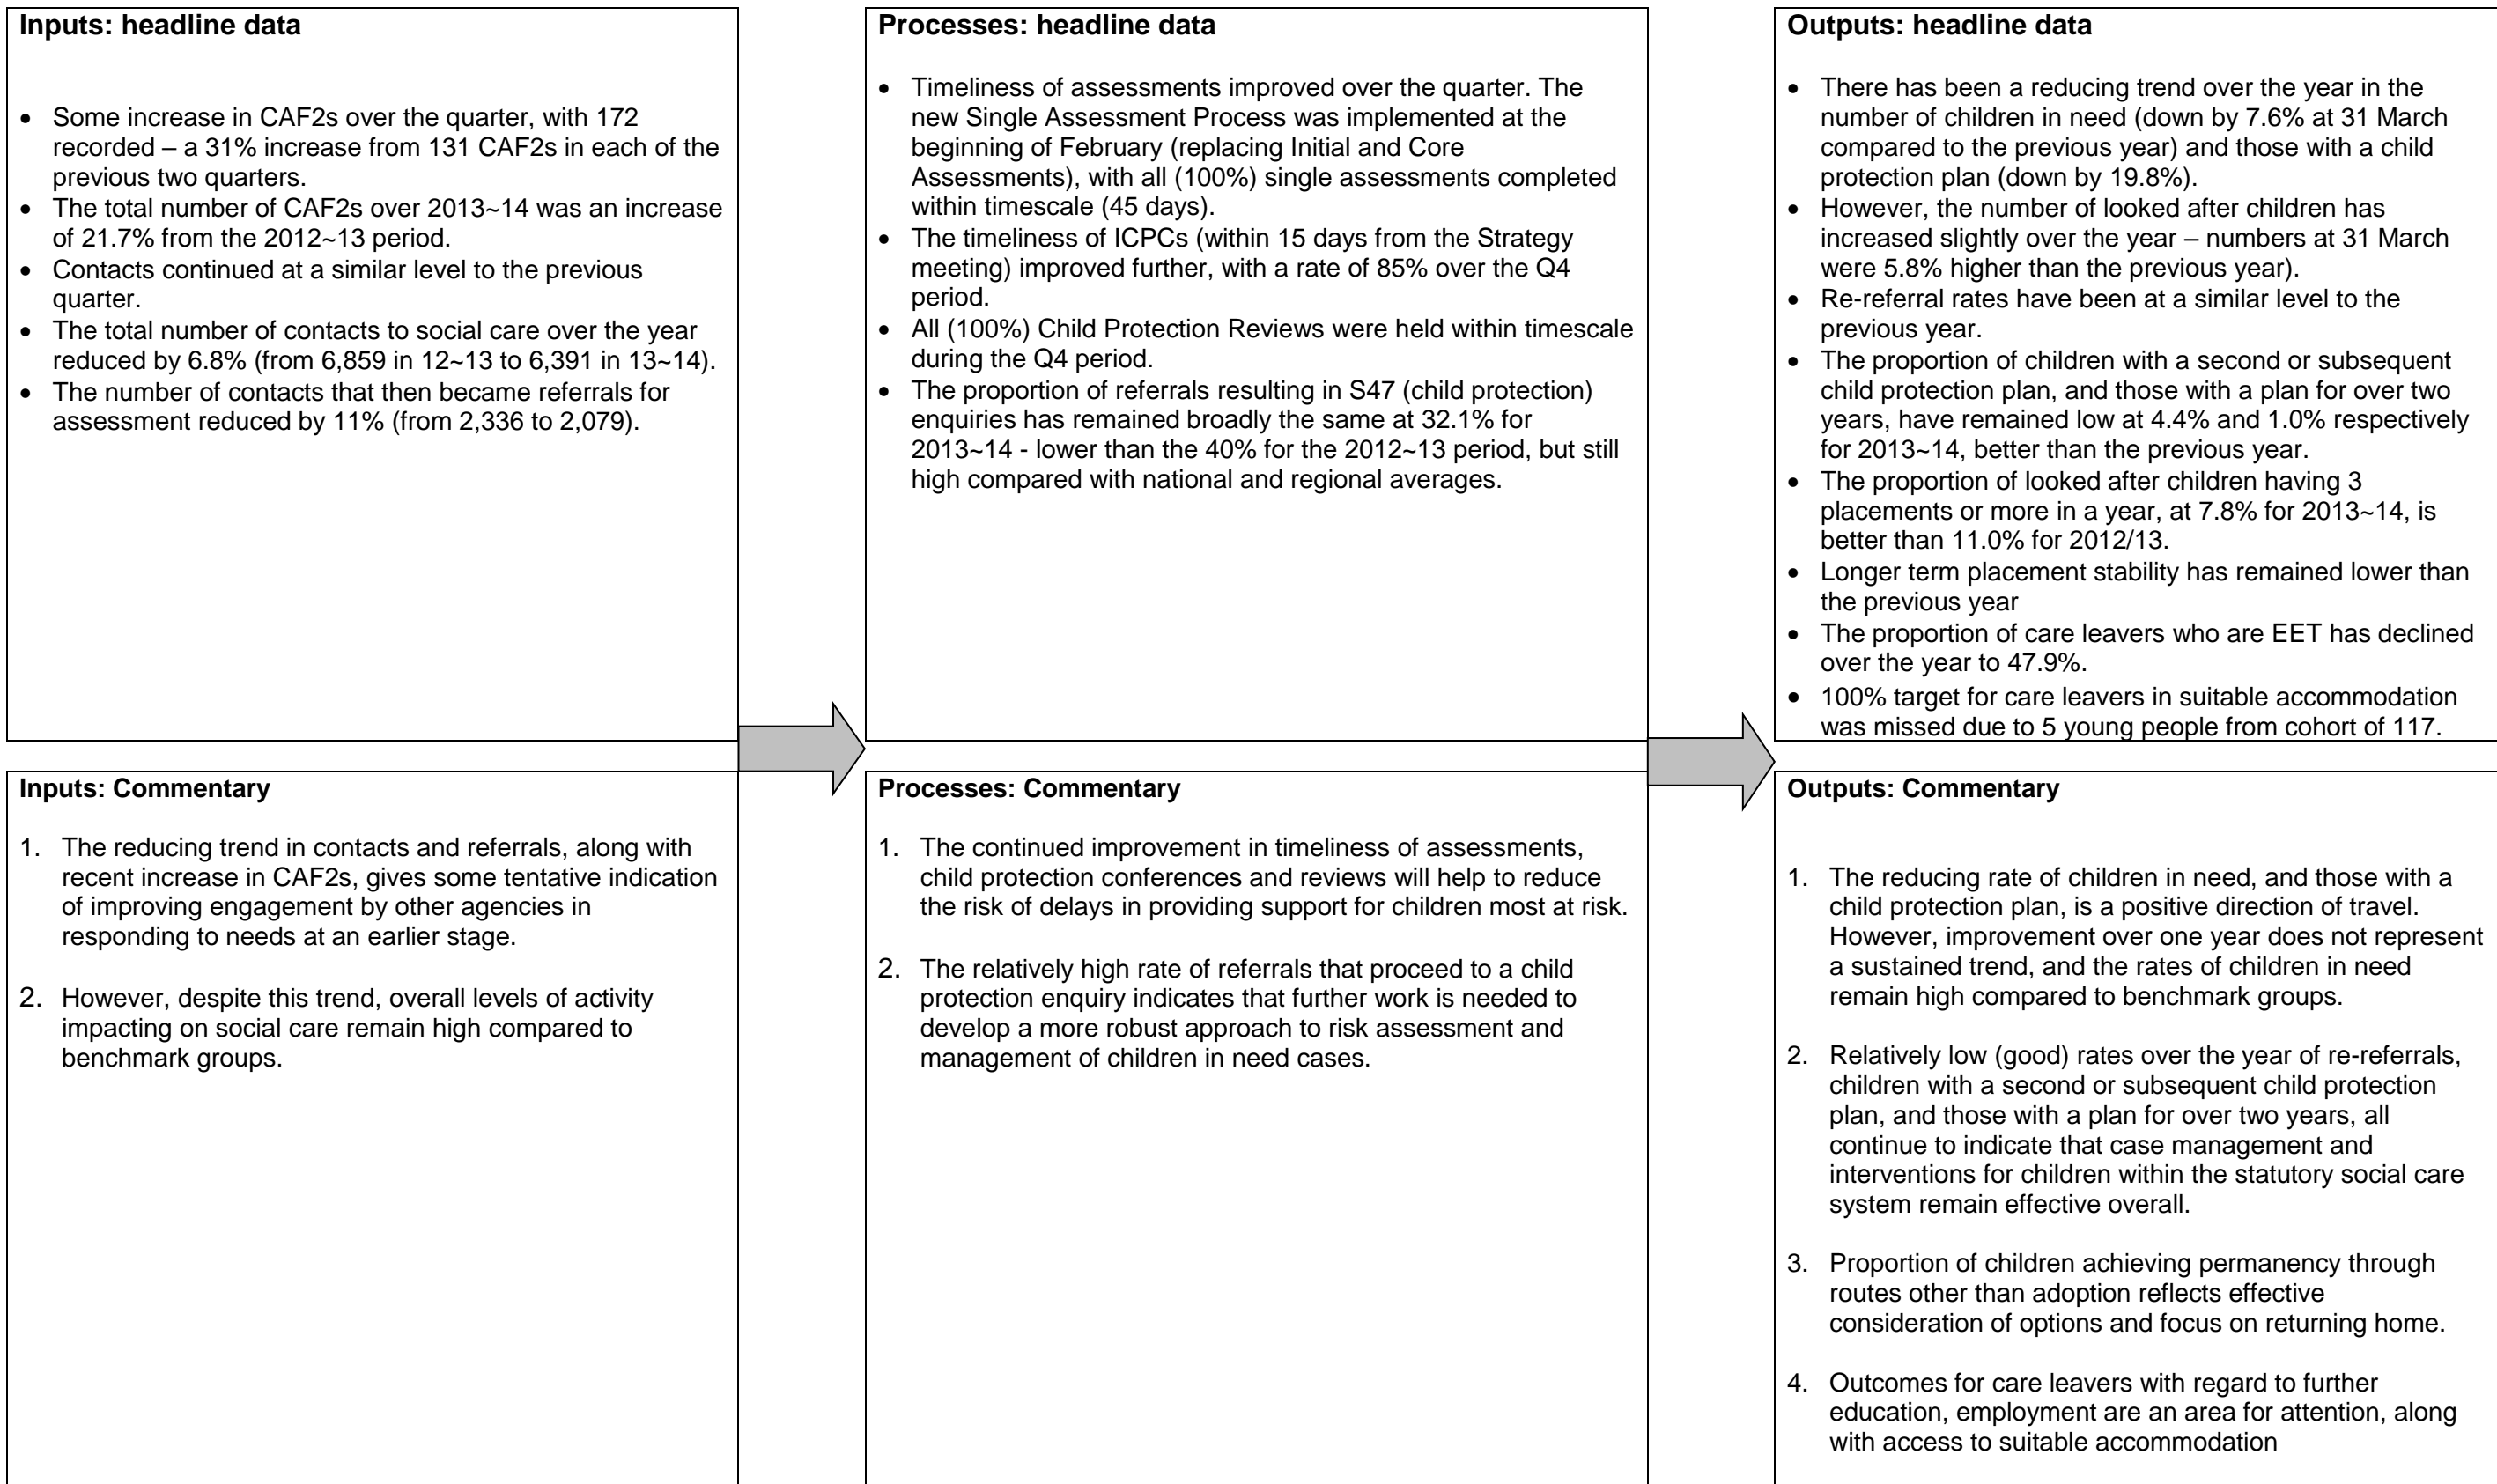 Inputs: headline data
• Some increase in CAF2s over the quarter, with 172
recorded – a 31% increase from 131 CAF2s in each of the
previous two quarters.
• The total number of CAF2s over 2013~14 was an increase
of 21.7% from the 2012~13 period.
• Contacts continued at a similar level to the previous
quarter.
• The total number of contacts to social care over the year
reduced by 6.8% (from 6,859 in 12~13 to 6,391 in 13~14).
• The number of contacts that then became referrals for
assessment reduced by 11% (from 2,336 to 2,079).
Processes: headline data
• Timeliness of assessments improved over the quarter. The
new Single Assessment Process was implemented at the
beginning of February (replacing Initial and Core
Assessments), with all (100%) single assessments completed
within timescale (45 days).
• The timeliness of ICPCs (within 15 days from the Strategy
meeting) improved further, with a rate of 85% over the Q4
period.
• All (100%) Child Protection Reviews were held within timescale
during the Q4 period.
• The proportion of referrals resulting in S47 (child protection)
enquiries has remained broadly the same at 32.1% for
2013~14 - lower than the 40% for the 2012~13 period, but still
high compared with national and regional averages.
Outputs: headline data
• There has been a reducing trend over the year in the
number of children in need (down by 7.6% at 31 March
compared to the previous year) and those with a child
protection plan (down by 19.8%).
• However, the number of looked after children has
increased slightly over the year – numbers at 31 March
were 5.8% higher than the previous year).
• Re-referral rates have been at a similar level to the
previous year.
• The proportion of children with a second or subsequent
child protection plan, and those with a plan for over two
years, have remained low at 4.4% and 1.0% respectively
for 2013~14, better than the previous year.
• The proportion of looked after children having 3
placements or more in a year, at 7.8% for 2013~14, is
better than 11.0% for 2012/13.
• Longer term placement stability has remained lower than
the previous year
• The proportion of care leavers who are EET has declined
over the year to 47.9%.
• 100% target for care leavers in suitable accommodation
was missed due to 5 young people from cohort of 117.
Inputs: Commentary
1. The reducing trend in contacts and referrals, along with
recent increase in CAF2s, gives some tentative indication
of improving engagement by other agencies in
responding to needs at an earlier stage.
2. However, despite this trend, overall levels of activity
impacting on social care remain high compared to
benchmark groups.
Processes: Commentary
1. The continued improvement in timeliness of assessments,
child protection conferences and reviews will help to reduce
the risk of delays in providing support for children most at risk.
2. The relatively high rate of referrals that proceed to a child
protection enquiry indicates that further work is needed to
develop a more robust approach to risk assessment and
management of children in need cases.
Outputs: Commentary
1. The reducing rate of children in need, and those with a
child protection plan, is a positive direction of travel.
However, improvement over one year does not represent
a sustained trend, and the rates of children in need
remain high compared to benchmark groups.
2. Relatively low (good) rates over the year of re-referrals,
children with a second or subsequent child protection
plan, and those with a plan for over two years, all
continue to indicate that case management and
interventions for children within the statutory social care
system remain effective overall.
3. Proportion of children achieving permanency through
routes other than adoption reflects effective
consideration of options and focus on returning home.
4. Outcomes for care leavers with regard to further
education, employment are an area for attention, along
with access to suitable accommodation